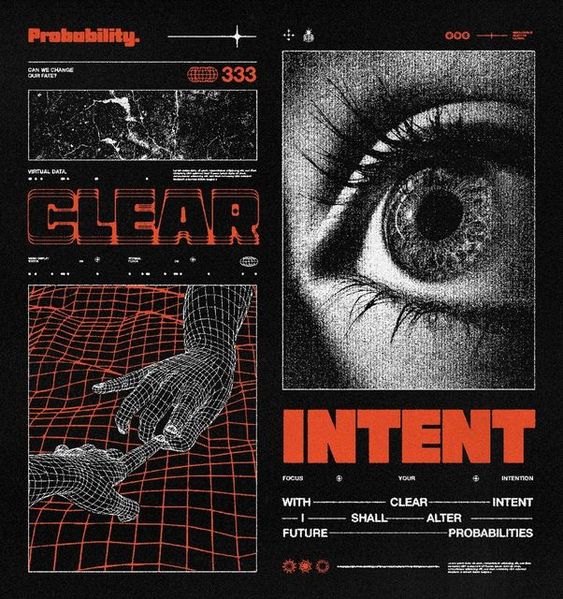 Probability.
CAN WE CHANGE
OUR FATE?
333
VIRTUAL DATA.
CLEAR
INTENT
FOCUS YOUR INTENTION
WITH CLEAR INTENT
I SHALL ALTER
FUTURE PROBABILITIES